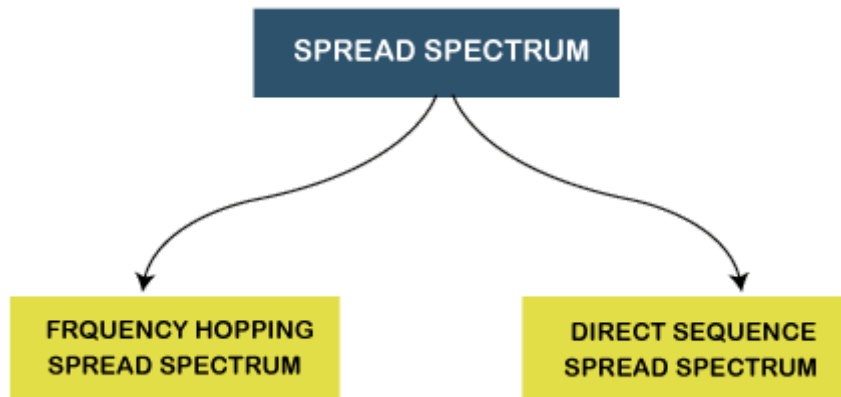 SPREAD SPECTRUM
FRQUENCY HOPPING
SPREAD SPECTRUM
DIRECT SEQUENCE
SPREAD SPECTRUM